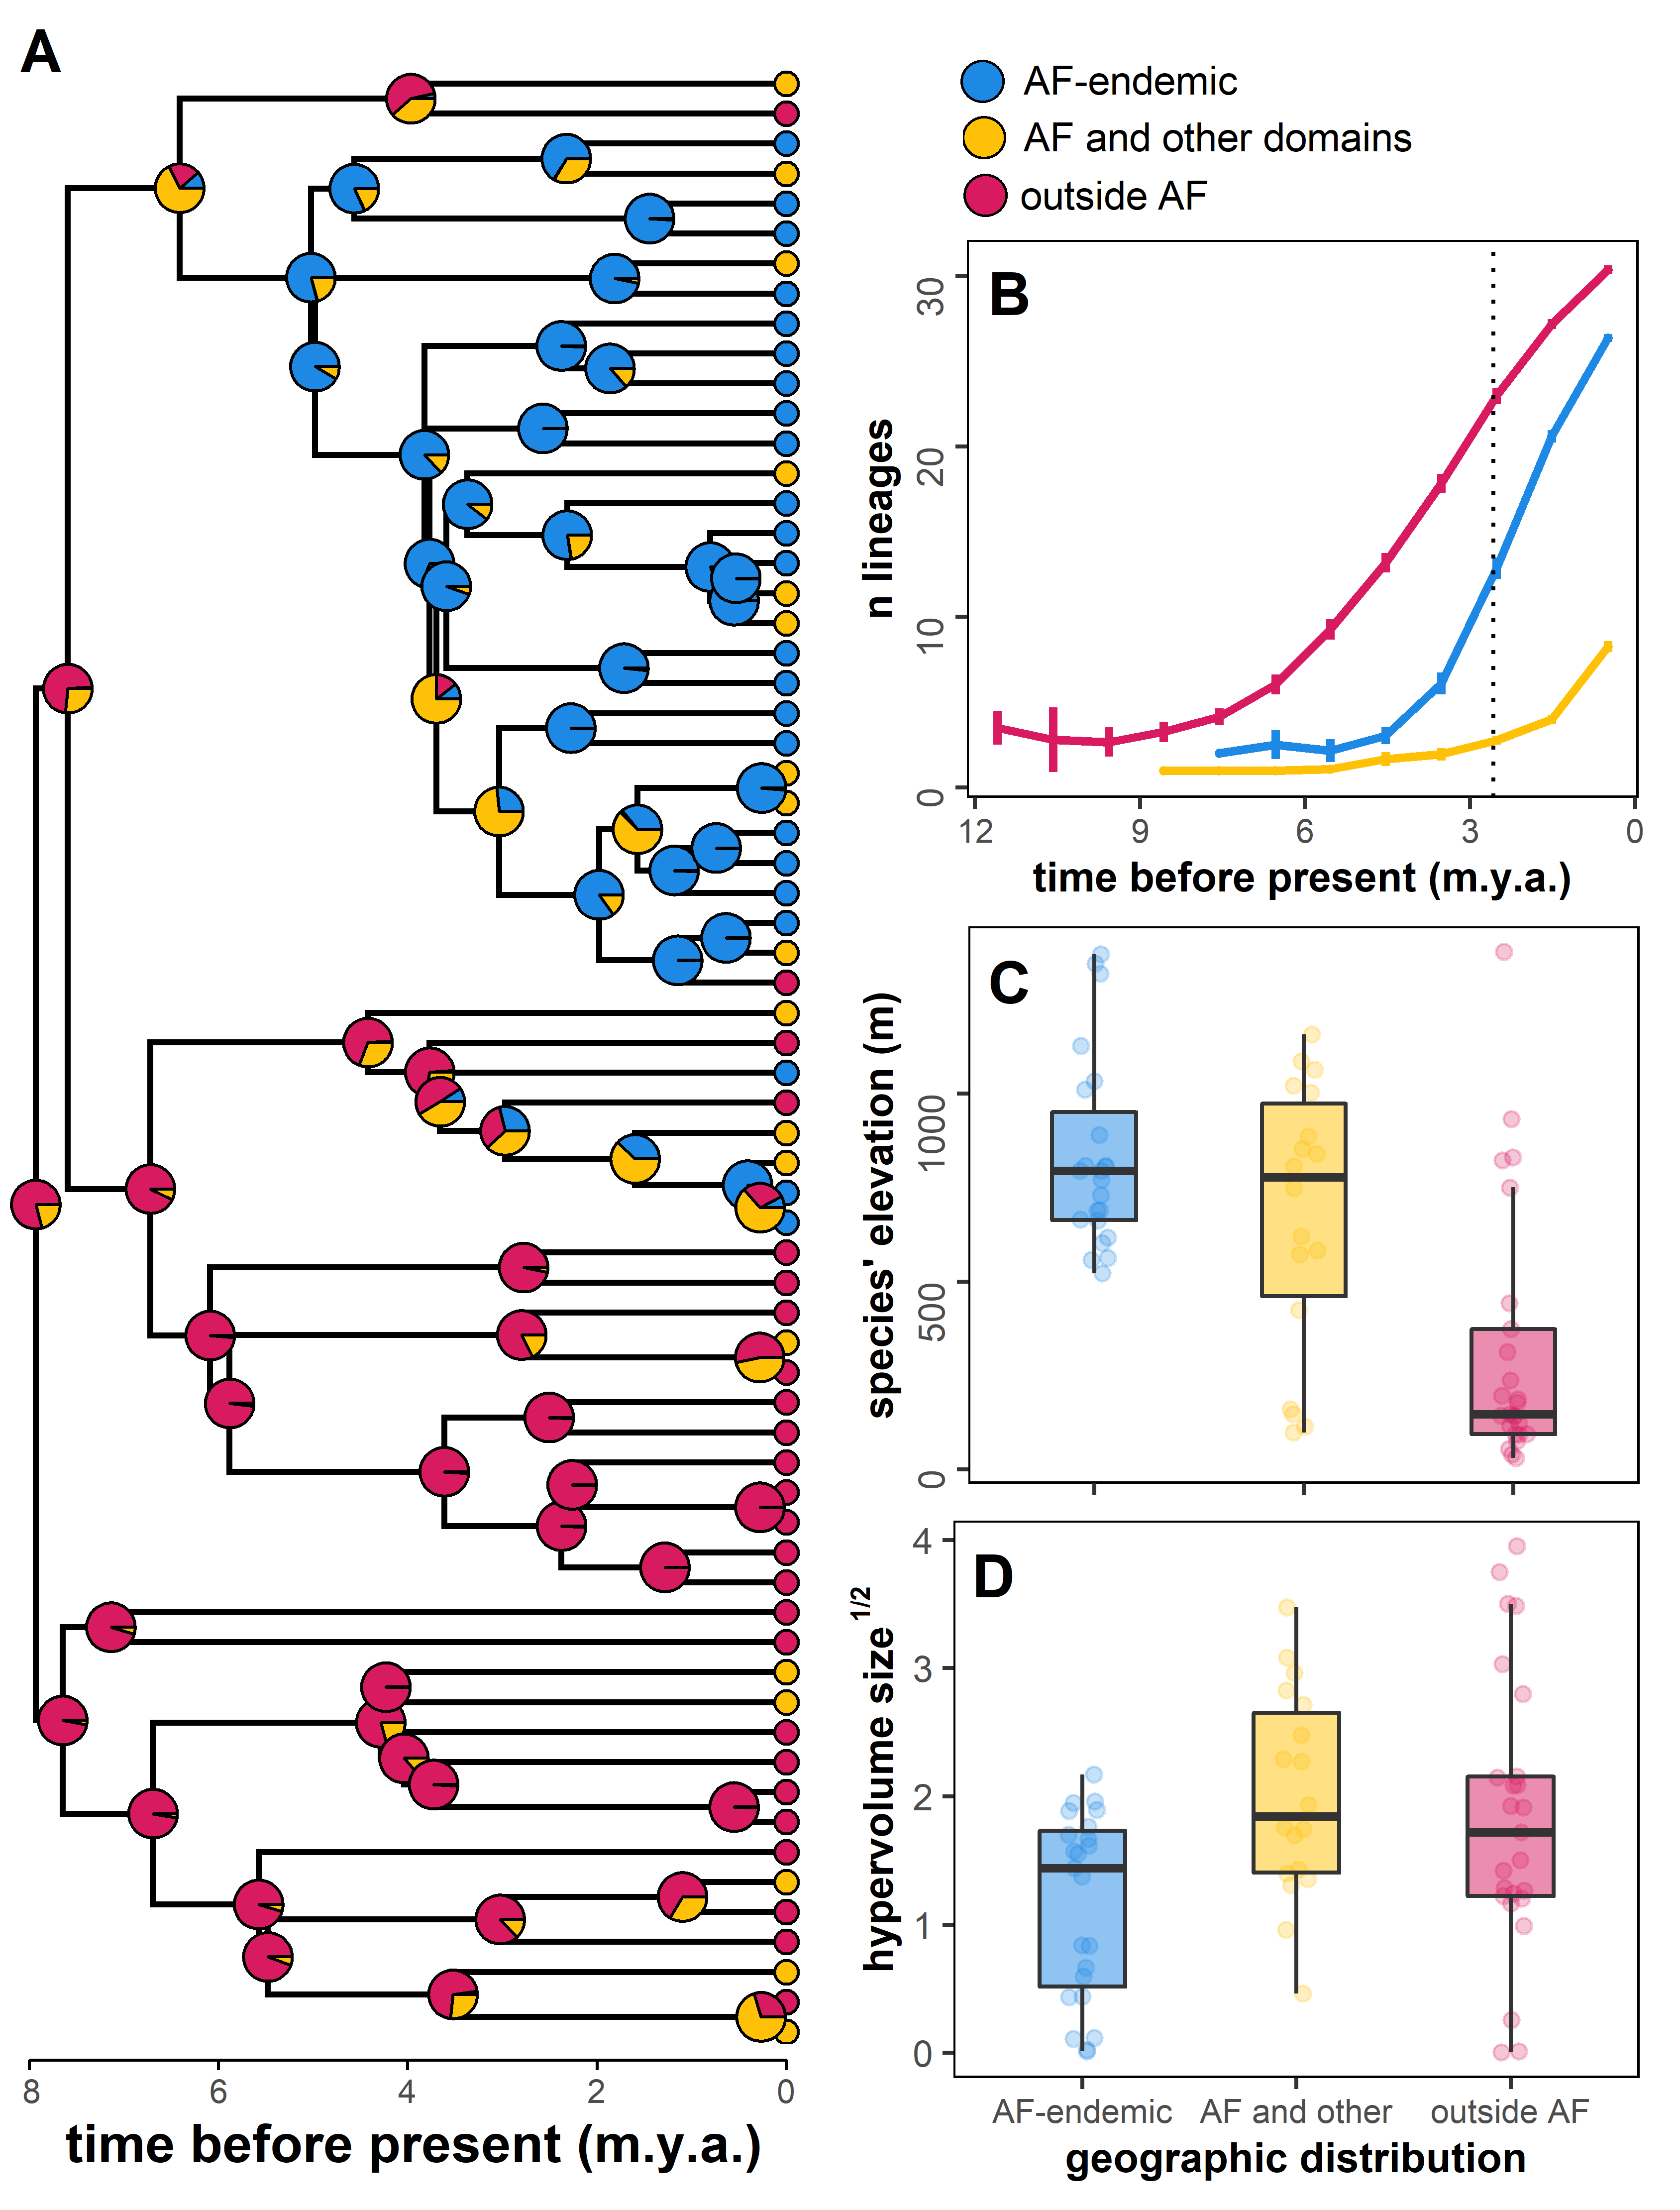 A
AF-endemic
AF and other domains
outside AF
B
n lineages
0
10
20
30
12 9 6 3 0
time before present (m.y.a.)
C
species' elevation (m)
0
500
1000
D
hypervolume size^1/2
4
3
2
1
0
AF-endemic AF and other outside AF
geographic distribution
8 6 4 2 0
time before present (m.y.a.)